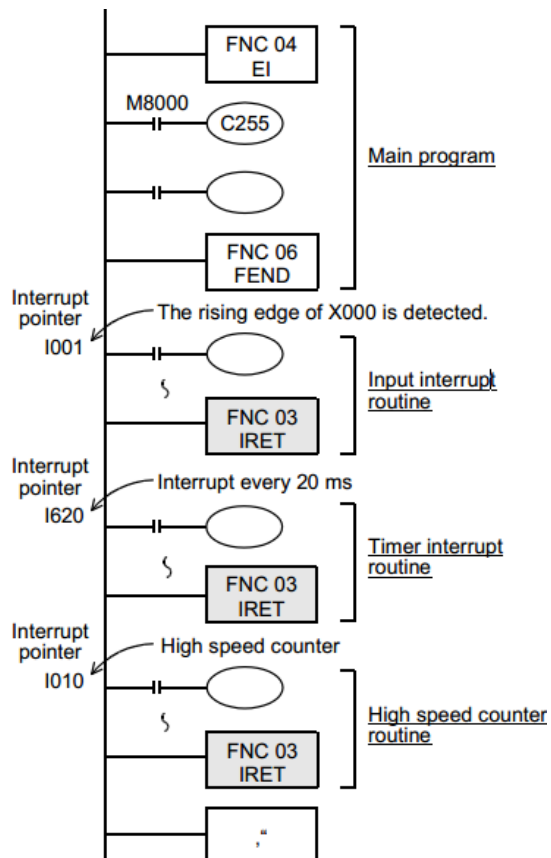 FNC 04
EI
M8000
C255
Main program
FNC 06
FEND
Interrupt
pointer
I001
The rising edge of X000 is detected.
Input interrupt
routine
FNC 03
IRET
Interrupt
pointer
I620
Interrupt every 20 ms
Timer interrupt
routine
FNC 03
IRET
Interrupt
pointer
I010
High speed counter
High speed counter
routine
FNC 03
IRET
,“